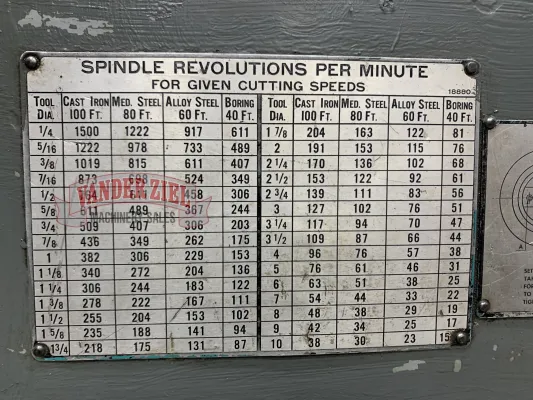 SPINDLE REVOLUTIONS PER MINUTE
FOR GIVEN CUTTING SPEEDS
18880
TOOL DIA. CAST IRON 100 FT. MED. STEEL 80 FT. ALLOY STEEL 60 FT. BORING 40 FT. TOOL DIA. CAST IRON 100 FT. MED. STEEL 80 FT. ALLOY STEEL 60 FT. BORING 40 FT.
1/4 1500 1222 917 611 1 7/8 204 163 122 81
5/16 1222 978 733 489 2 191 153 115 76
3/8 1019 815 611 407 2 1/4 170 136 102 68
7/16 873 698 524 349 2 1/2 153 122 92 61
1/2 458 306 2 3/4 139 111 83 56
5/8 611 489 367 244 3 127 102 76 51
3/4 509 407 306 203 3 1/4 117 94 70 47
7/8 436 349 262 175 3 1/2 109 87 66 44
1 382 306 229 153 4 96 76 57 38
1 1/8 340 272 204 136 5 76 61 46 31
1 1/4 306 244 183 122 6 63 51 38 25
1 3/8 278 222 167 111 7 54 44 33 22
1 1/2 255 204 153 102 8 48 38 29 19
1 5/8 235 188 141 94 9 42 34 25 17
1 3/4 218 175 131 87 10 38 30 23 15
VANDER ZIEL
MACHINERY SALES